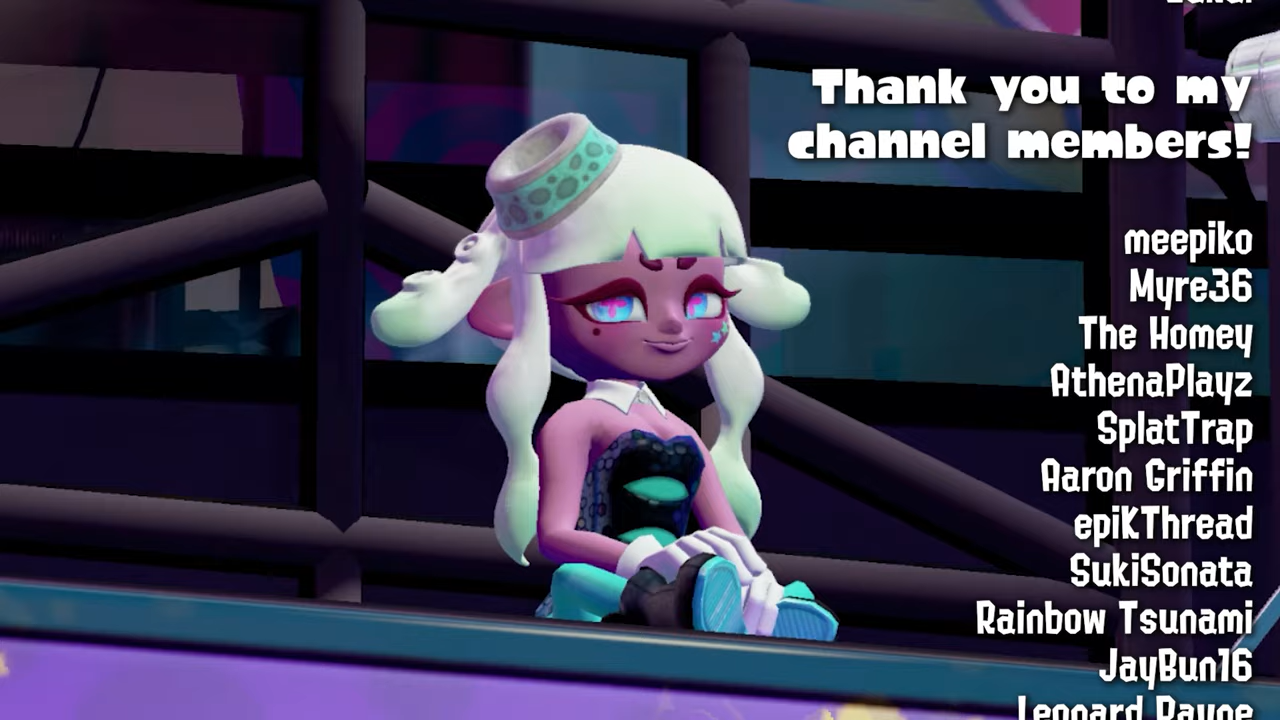 Thank you to my
channel members!
meepiko
Myre36
The Homey
AthenaPlayz
SplatTrap
Aaron Griffin
epiKThread
SukiSonata
Rainbow Tsunami
JayBun16
Leonard